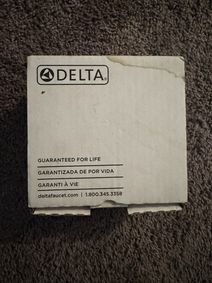 DELTA®
GUARANTEED FOR LIFE
GARANTIZADA DE POR VIDA
GARANTI À VIE
deltafaucet.com | 1.800.345.3358